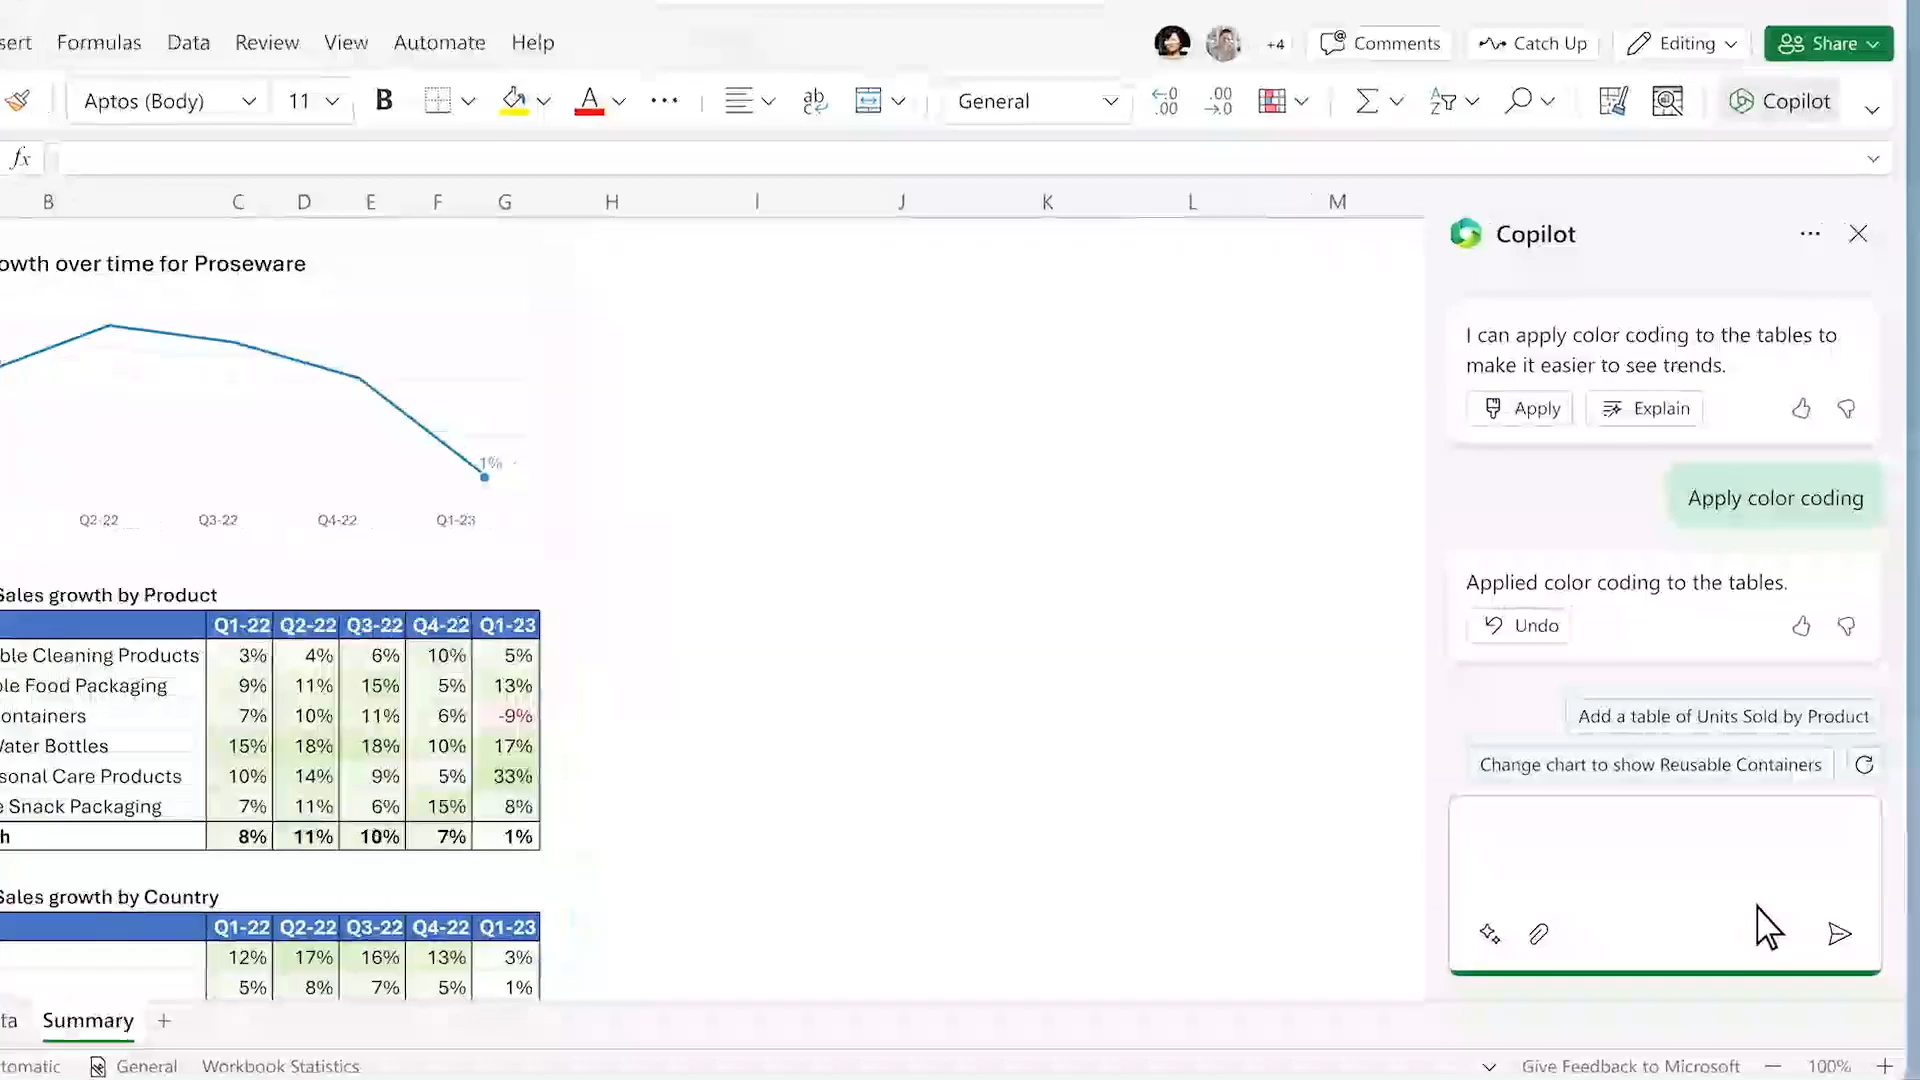 sert Formulas Data Review View Automate Help +4 Comments Catch Up Editing Share
Aptos (Body) 11 B A ab c General ←0 .00 .00 →0 Copilot
fx
B C D E F G H I J K L M
owth over time for Proseware
1%
Q2-22 Q3-22 Q4-22 Q1-23
Sales growth by Product
Q1-22 Q2-22 Q3-22 Q4-22 Q1-23
ble Cleaning Products 3% 4% 6% 10% 5%
ole Food Packaging 9% 11% 15% 5% 13%
ontainers 7% 10% 11% 6% -9%
Water Bottles 15% 18% 18% 10% 17%
sonal Care Products 10% 14% 9% 5% 33%
e Snack Packaging 7% 11% 6% 15% 8%
h 8% 11% 10% 7% 1%
Sales growth by Country
Q1-22 Q2-22 Q3-22 Q4-22 Q1-23
12% 17% 16% 13% 3%
5% 8% 7% 5% 1%
Copilot
I can apply color coding to the tables to
make it easier to see trends.
Apply Explain
Apply color coding
Applied color coding to the tables.
Undo
Add a table of Units Sold by Product
Change chart to show Reusable Containers
ta Summary +
tomatic General Workbook Statistics Give Feedback to Microsoft — 100% +